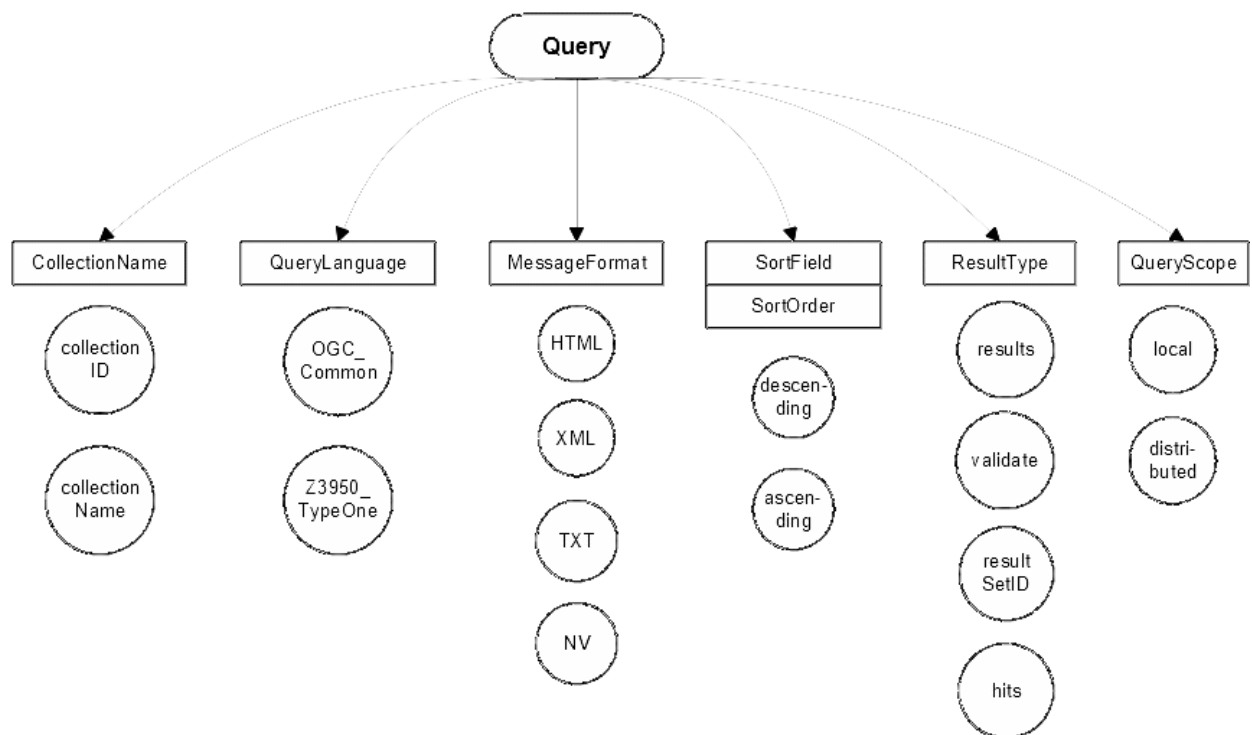 Query
CollectionName
QueryLanguage
MessageFormat
SortField
SortOrder
ResultType
QueryScope
collection
ID
collection
Name
OGC_
Common
Z3950_
TypeOne
HTML
XML
TXT
NV
descen-
ding
ascen-
ding
results
validate
result
SetID
hits
local
distri-
buted